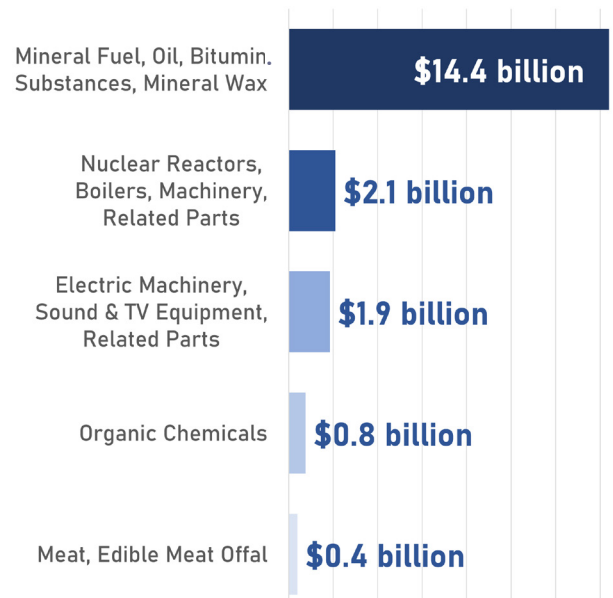 Mineral Fuel, Oil, Bitumin.
Substances, Mineral Wax
$14.4 billion
Nuclear Reactors,
Boilers, Machinery,
Related Parts
$2.1 billion
Electric Machinery,
Sound & TV Equipment,
Related Parts
$1.9 billion
Organic Chemicals
$0.8 billion
Meat, Edible Meat Offal
$0.4 billion